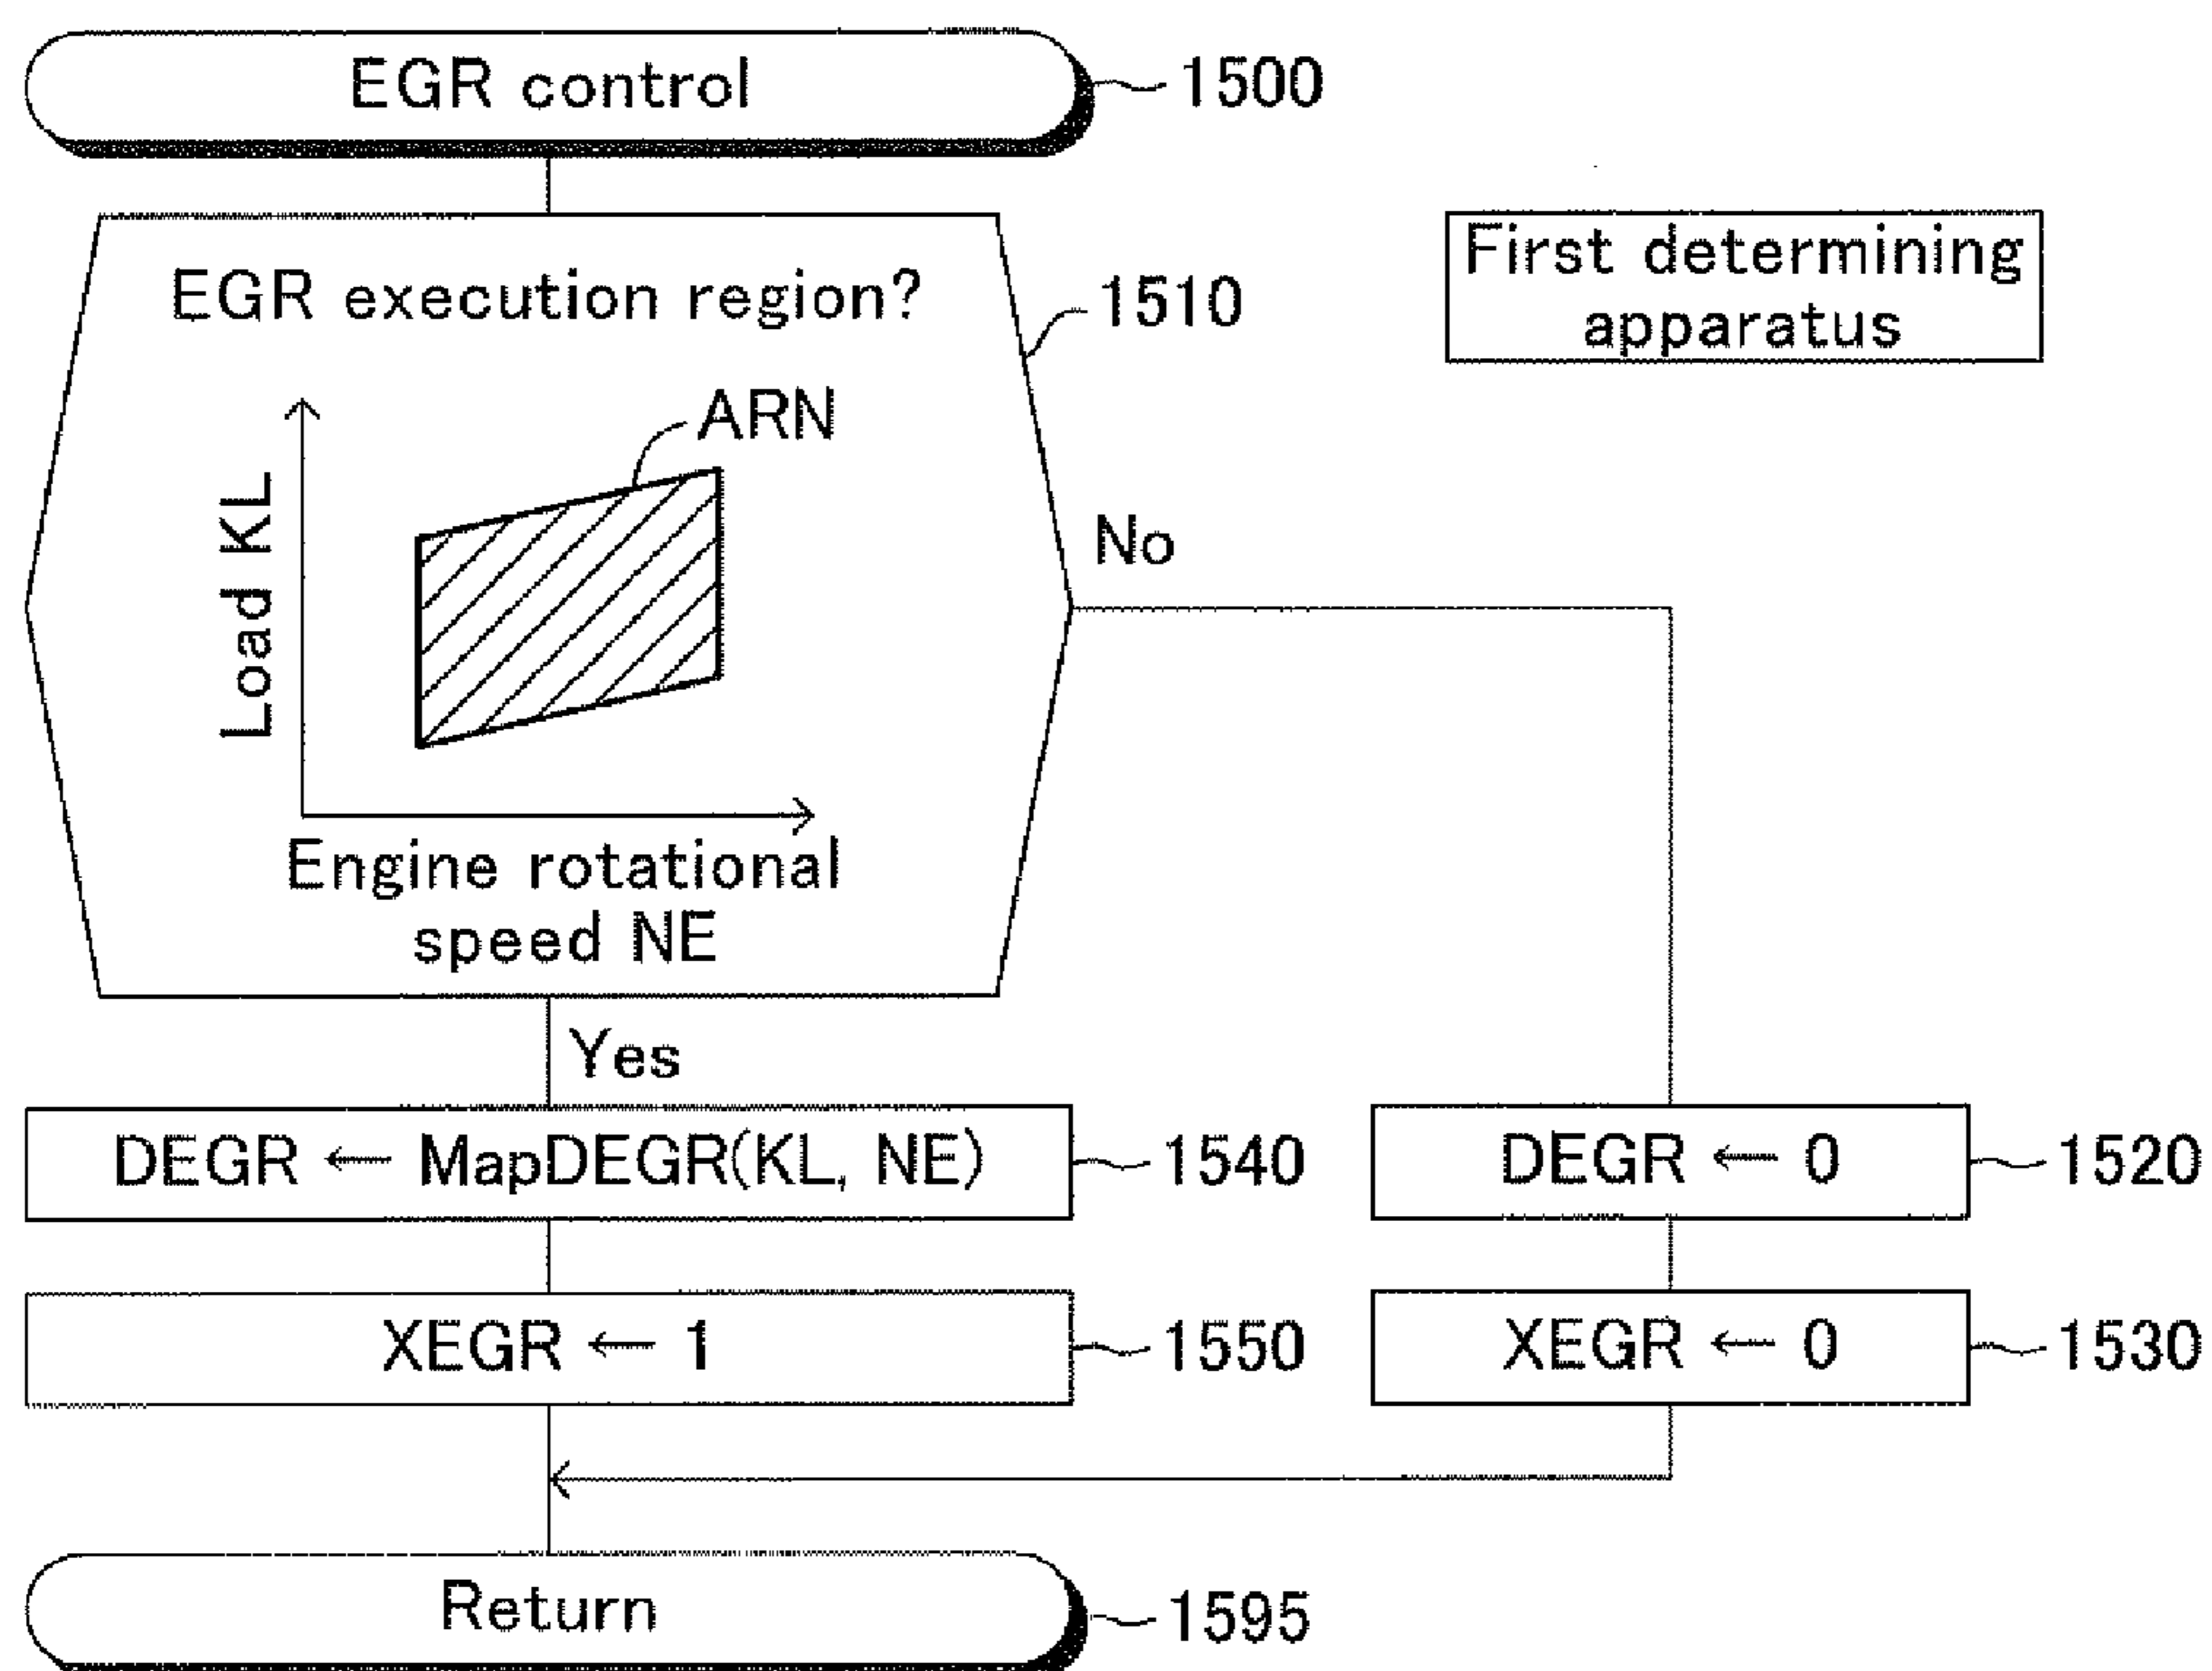 EGR control
1500
First determining
apparatus
EGR execution region?
1510
ARN
Load KL
Engine rotational
speed NE
No
Yes
DEGR ← MapDEGR(KL, NE)
1540
DEGR ← 0
1520
XEGR ← 1
1550
XEGR ← 0
1530
Return
1595